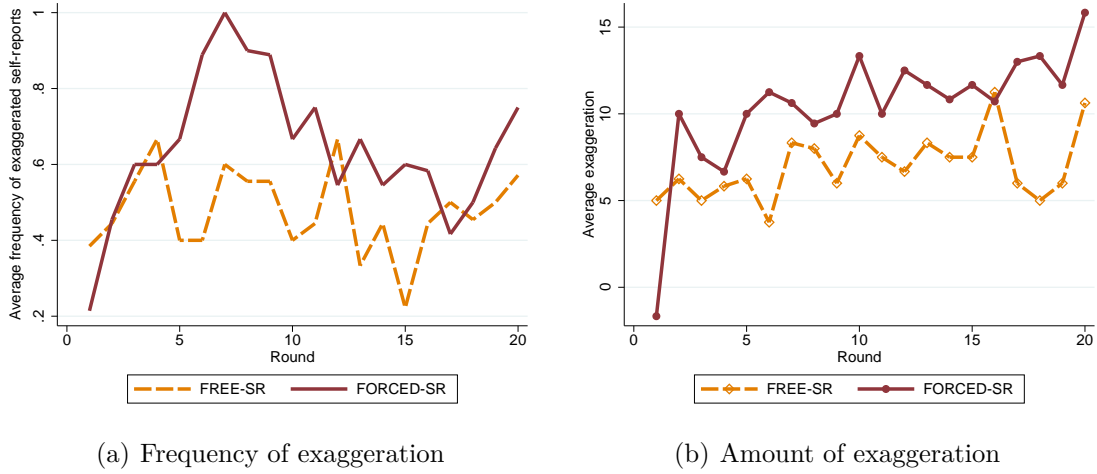 Average frequency of exaggerated self-reports
1
.8
.6
.4
.2
0 5 10 15 20
Round
FREE-SR FORCED-SR
(a) Frequency of exaggeration
Average exaggeration
15
10
5
0
0 5 10 15 20
Round
FREE-SR FORCED-SR
(b) Amount of exaggeration